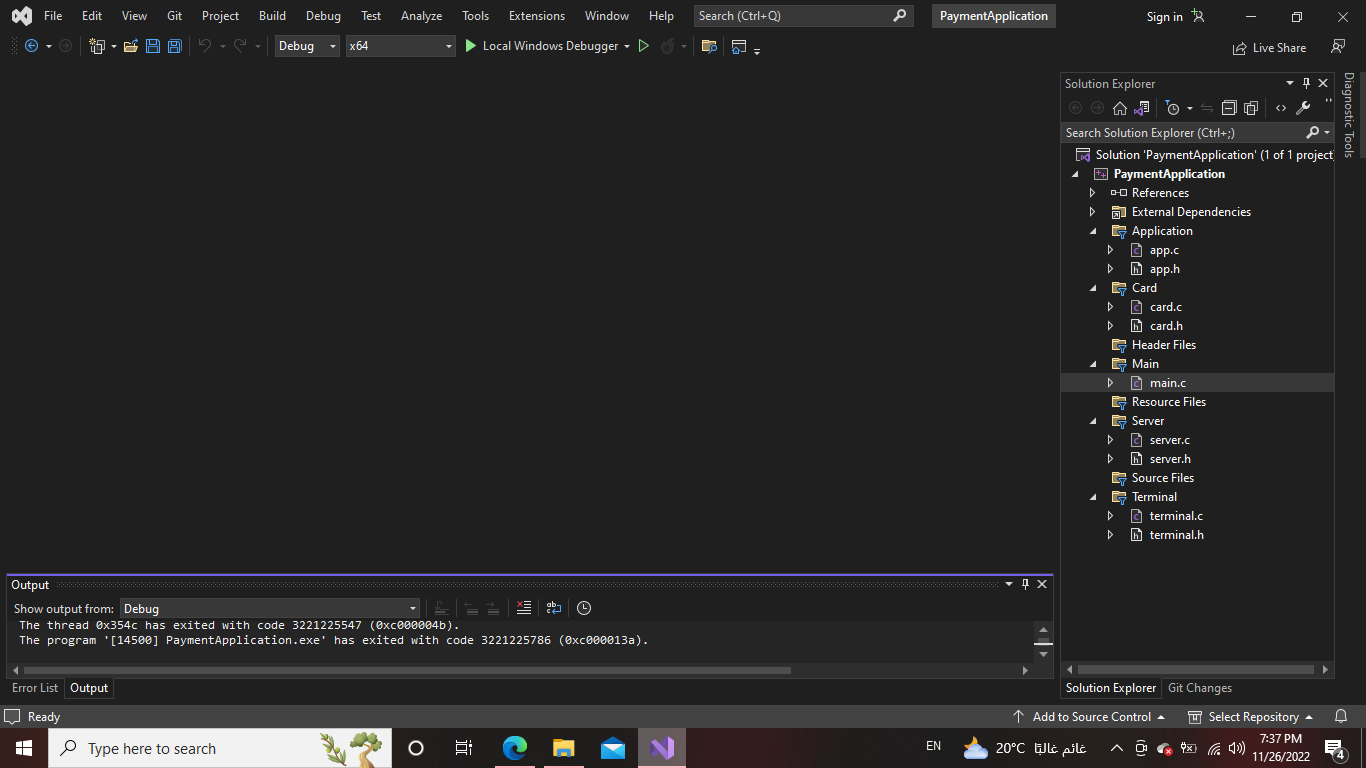 File Edit View Git Project Build Debug Test Analyze Tools Extensions Window Help Search (Ctrl+Q) PaymentApplication Sign in
Debug x64 Local Windows Debugger Live Share
Solution Explorer
Diagnostic Tools
Search Solution Explorer (Ctrl+;)
Solution 'PaymentApplication' (1 of 1 project
PaymentApplication
References
External Dependencies
Application
app.c
app.h
Card
card.c
card.h
Header Files
Main
main.c
Resource Files
Server
server.c
server.h
Source Files
Terminal
terminal.c
terminal.h
Output
Show output from: Debug
The thread 0x354c has exited with code 3221225547 (0xc000004b).
The program '[14500] PaymentApplication.exe' has exited with code 3221225786 (0xc000013a).
Error List Output
Solution Explorer Git Changes
Ready Add to Source Control Select Repository
Type here to search
EN
20°C غائم غالبًا
7:37 PM
11/26/2022
4